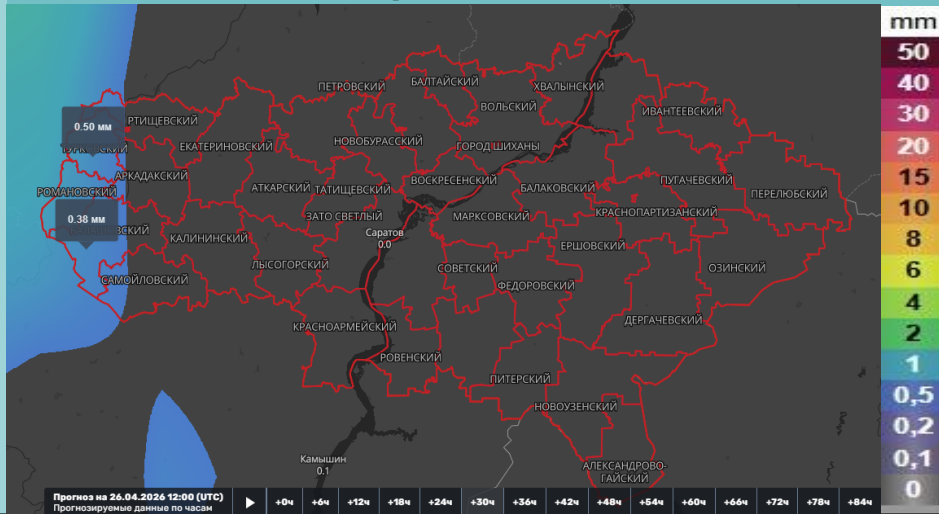 mm
50
40
30
20
15
10
8
6
4
2
1
0,5
0,2
0,1
0
ПЕТРОВСКИЙ
БАЛТАЙСКИЙ
ХВАЛЫНСКИЙ
ВОЛЬСКИЙ
ИВАНТЕЕВСКИЙ
0.50 мм
РТИЩЕВСКИЙ
ЕКАТЕРИНОВСКИЙ
НОВОБУРАССКИЙ
ГОРОД ШИХАНЫ
АРКАДАКСКИЙ
РОМАНОВСКИЙ
АТКАРСКИЙ
ТАТИЩЕВСКИЙ
ВОСКРЕСЕНСКИЙ
БАЛАКОВСКИЙ
ПУГАЧЕВСКИЙ
ПЕРЕЛЮБСКИЙ
0.38 мм
ВСКИЙ
КАЛИНИНСКИЙ
ЗАТО СВЕТЛЫЙ
Саратов
0.0
МАРКСОВСКИЙ
КРАСНОПАРТИЗАНСКИЙ
ЕРШОВСКИЙ
САМОЙЛОВСКИЙ
ЛЫСОГОРСКИЙ
СОВЕТСКИЙ
ФЕДОРОВСКИЙ
ОЗИНСКИЙ
КРАСНОАРМЕЙСКИЙ
ДЕРГАЧЕВСКИЙ
РОВЕНСКИЙ
ПИТЕРСКИЙ
НОВОУЗЕНСКИЙ
Камышин
0.1
АЛЕКСАНДРОВО-
ГАЙСКИЙ
Прогноз на 26.04.2026 12:00 (UTC)
Прогнозируемые данные по часам
+0ч +6ч +12ч +18ч +24ч +30ч +36ч +42ч +48ч +54ч +60ч +66ч +72ч +78ч +84ч